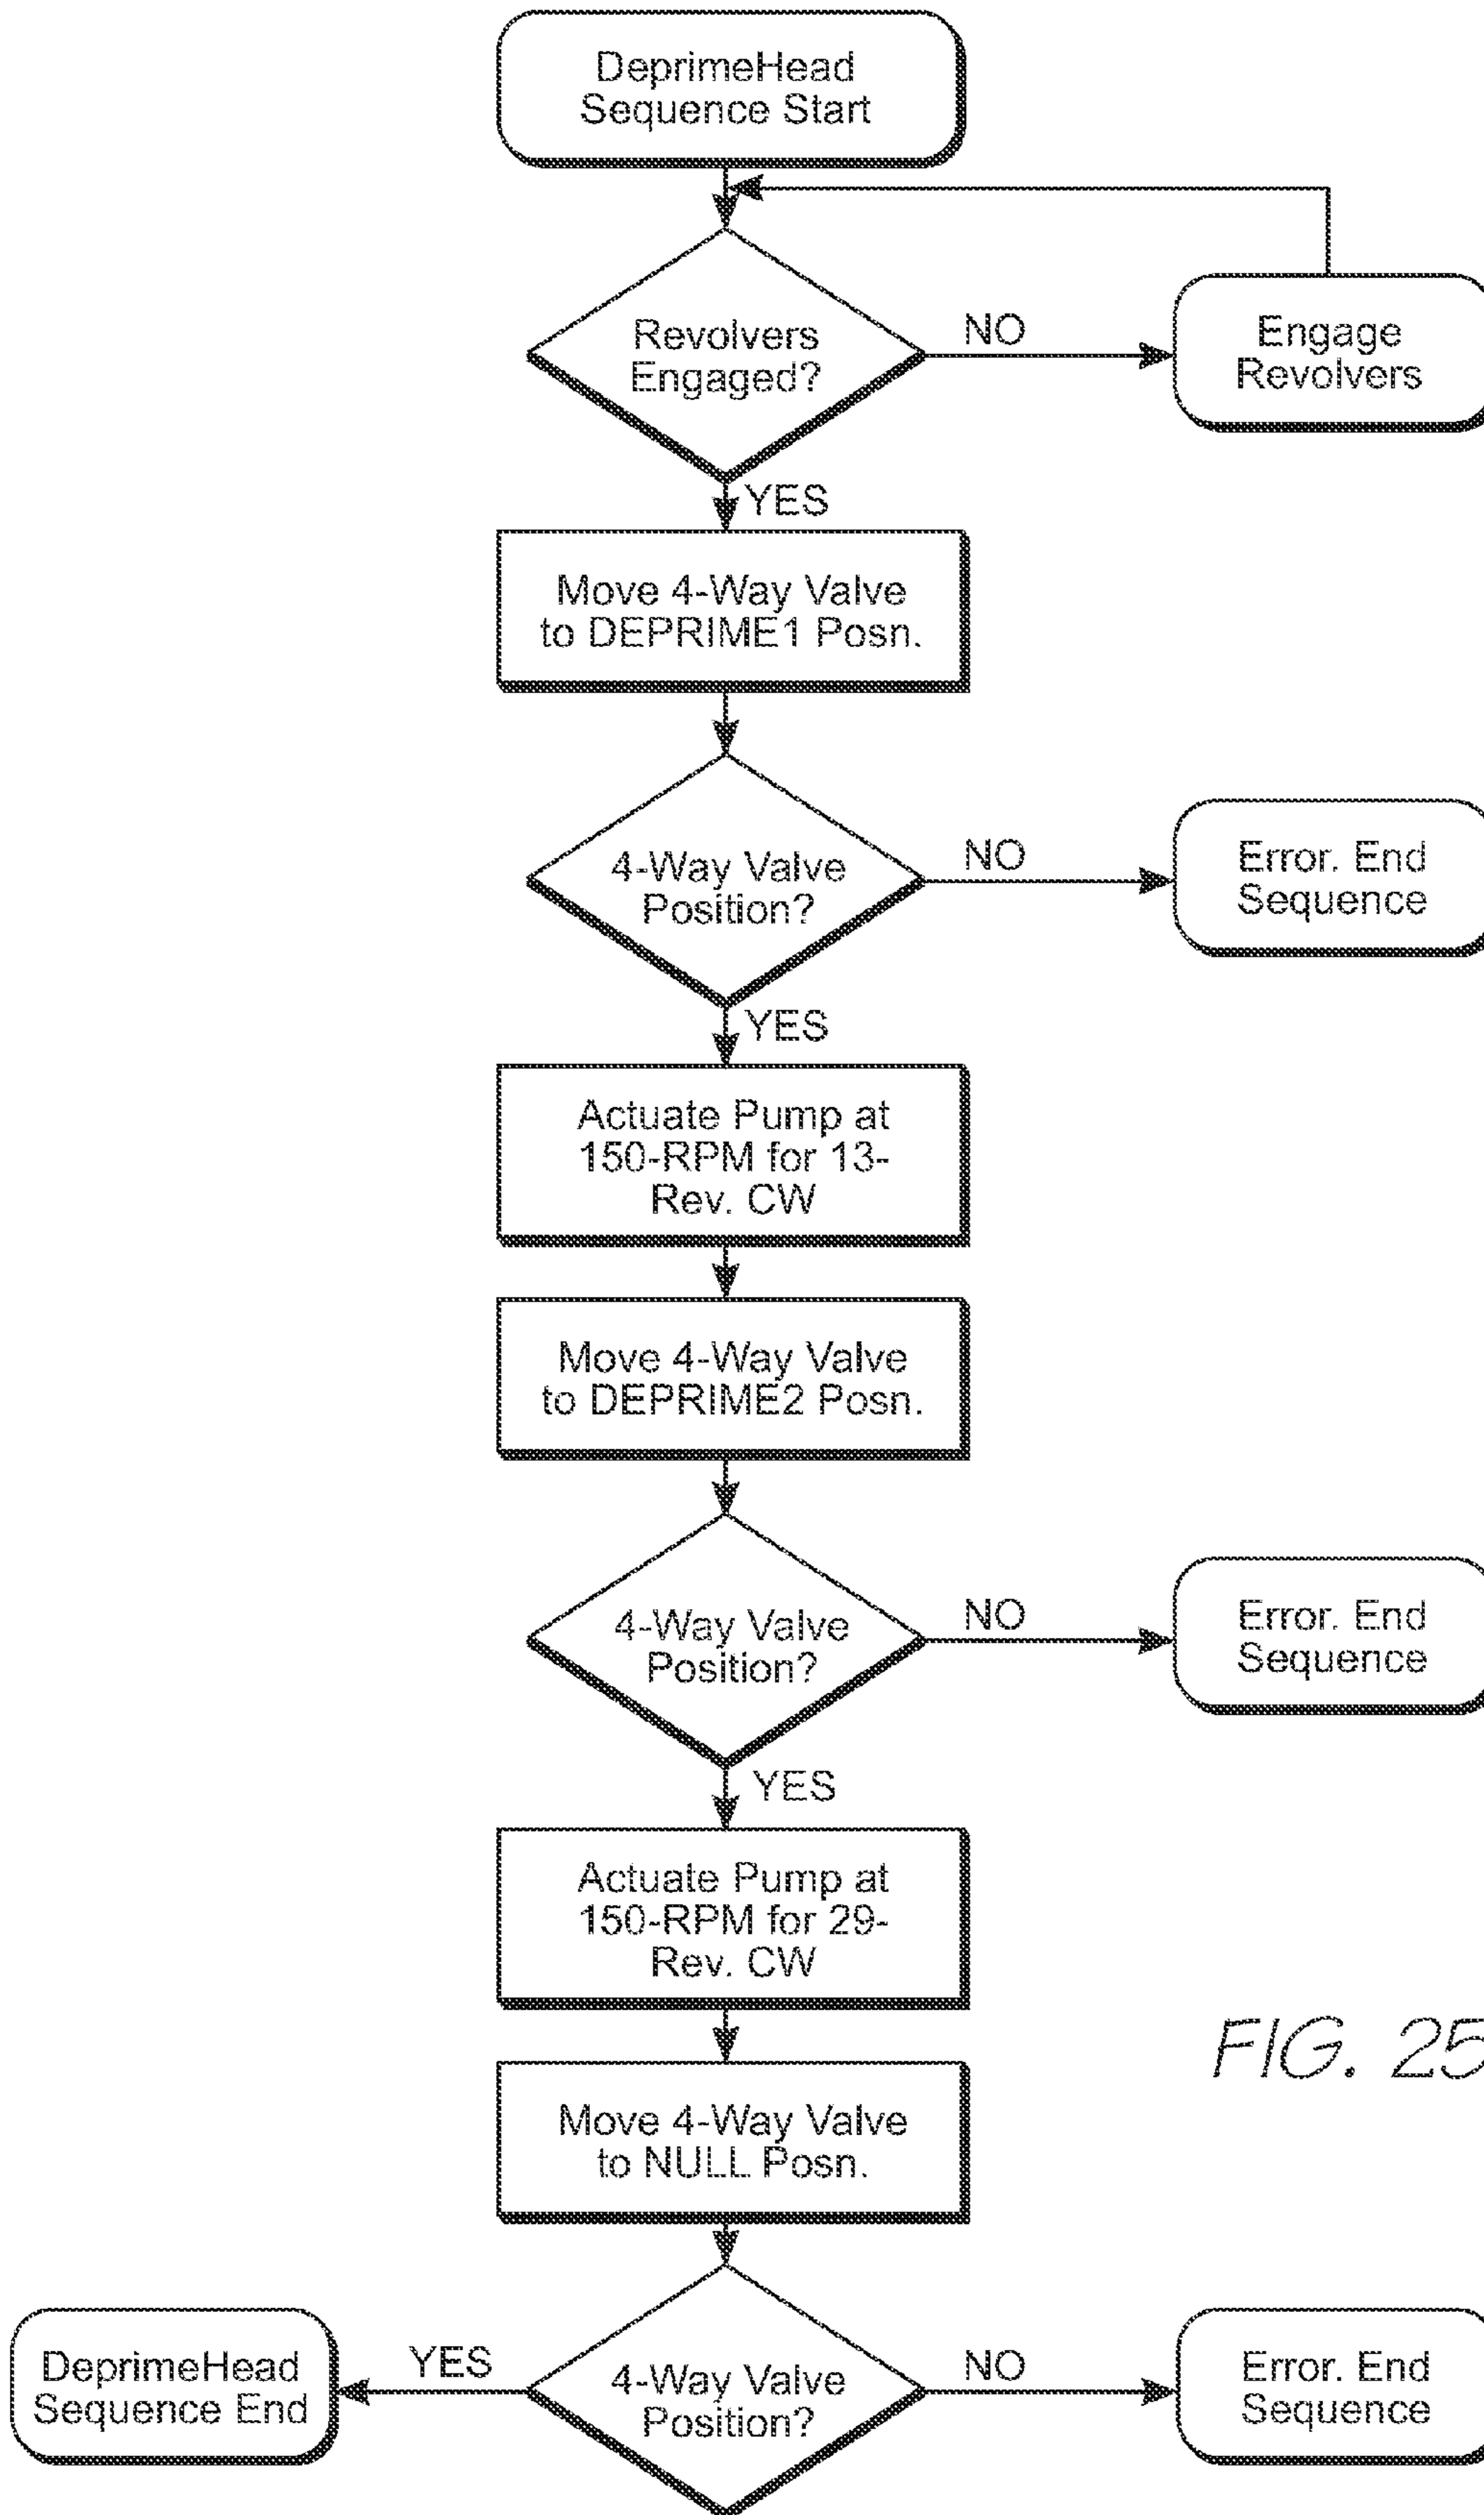 DeprimeHead
Sequence Start
Revolvers
Engaged?
NO
Engage
Revolvers
YES
Move 4-Way Valve
to DEPRIME1 Posn.
4-Way Valve
Position?
NO
Error. End
Sequence
YES
Actuate Pump at
150-RPM for 13-
Rev. CW
Move 4-Way Valve
to DEPRIME2 Posn.
4-Way Valve
Position?
NO
Error. End
Sequence
YES
Actuate Pump at
150-RPM for 29-
Rev. CW
FIG. 25
Move 4-Way Valve
to NULL Posn.
DeprimeHead
Sequence End
YES
4-Way Valve
Position?
NO
Error. End
Sequence